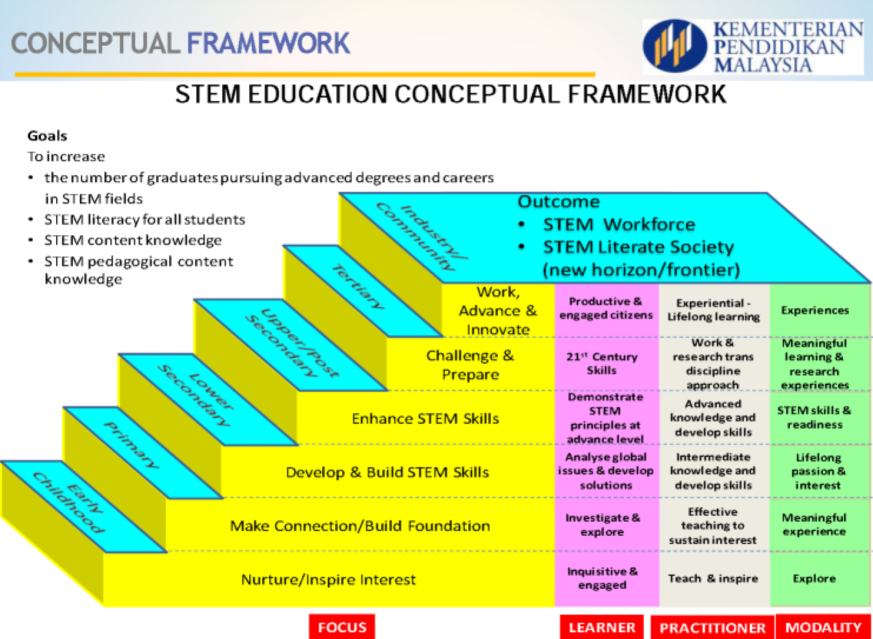 CONCEPTUAL FRAMEWORK
KEMENTERIAN
PENDIDIKAN
MALAYSIA
STEM EDUCATION CONCEPTUAL FRAMEWORK
Goals
To increase
• the number of graduates pursuing advanced degrees and careers
in STEM fields
• STEM literacy for all students
• STEM content knowledge
• STEM pedagogical content
knowledge
Outcome
• STEM Workforce
• STEM Literate Society
(new horizon/frontier)
Industry/
Community
Work,
Advance &
Innovate
Productive &
engaged citizens
Experiential -
Lifelong learning
Experiences
Tertiary
Challenge &
Prepare
21st Century
Skills
Work &
research trans
discipline
approach
Meaningful
learning &
research
experiences
Upper/Post
Secondary
Enhance STEM Skills
Demonstrate
STEM
principles at
advance level
Advanced
knowledge and
develop skills
STEM skills &
readiness
Lower
Secondary
Develop & Build STEM Skills
Analyse global
issues & develop
solutions
Intermediate
knowledge and
develop skills
Lifelong
passion &
interest
Primary
Make Connection/Build Foundation
Investigate &
explore
Effective
teaching to
sustain interest
Meaningful
experience
Early
Childhood
Nurture/Inspire Interest
Inquisitive &
engaged
Teach & inspire
Explore
FOCUS
LEARNER
PRACTITIONER
MODALITY